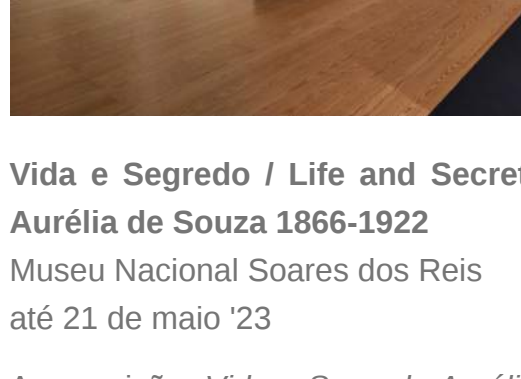 Vida e Segredo / Life and Secret
Aurélia de Souza 1866-1922
Museu Nacional Soares dos Reis
até 21 de maio '23